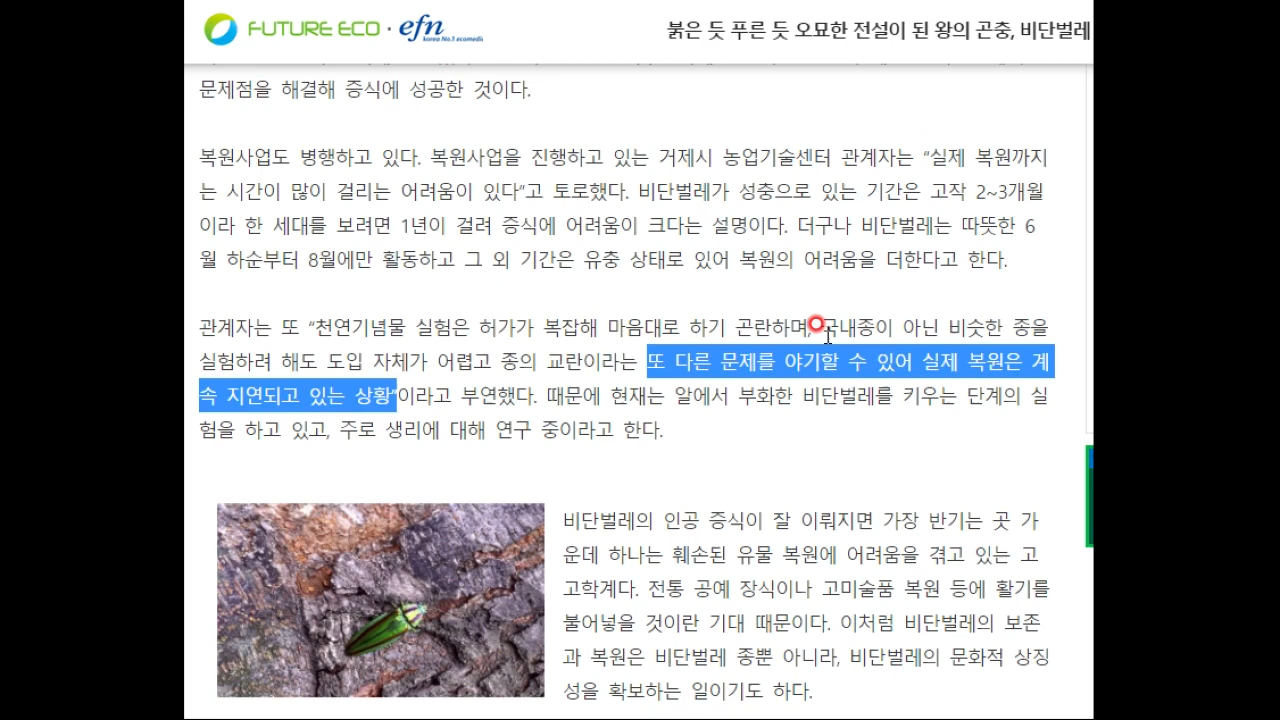 FUTURE ECO · efn
korea No.1 ecomedia
붉은 듯 푸른 듯 오묘한 전설이 된 왕의 곤충, 비단벌레
문제점을 해결해 증식에 성공한 것이다.
복원사업도 병행하고 있다. 복원사업을 진행하고 있는 거제시 농업기술센터 관계자는 “실제 복원까지
는 시간이 많이 걸리는 어려움이 있다”고 토로했다. 비단벌레가 성충으로 있는 기간은 고작 2~3개월
이라 한 세대를 보려면 1년이 걸려 증식에 어려움이 크다는 설명이다. 더구나 비단벌레는 따뜻한 6
월 하순부터 8월에만 활동하고 그 외 기간은 유충 상태로 있어 복원의 어려움을 더한다고 한다.
관계자는 또 “천연기념물 실험은 허가가 복잡해 마음대로 하기 곤란하며, 국내종이 아닌 비슷한 종을
실험하려 해도 도입 자체가 어렵고 종의 교란이라는 또 다른 문제를 야기할 수 있어 실제 복원은 계
속 지연되고 있는 상황”이라고 부연했다. 때문에 현재는 알에서 부화한 비단벌레를 키우는 단계의 실
험을 하고 있고, 주로 생리에 대해 연구 중이라고 한다.
비단벌레의 인공 증식이 잘 이뤄지면 가장 반기는 곳 가
운데 하나는 훼손된 유물 복원에 어려움을 겪고 있는 고
고학계다. 전통 공예 장식이나 고미술품 복원 등에 활기를
불어넣을 것이란 기대 때문이다. 이처럼 비단벌레의 보존
과 복원은 비단벌레 종뿐 아니라, 비단벌레의 문화적 상징
성을 확보하는 일이기도 하다.